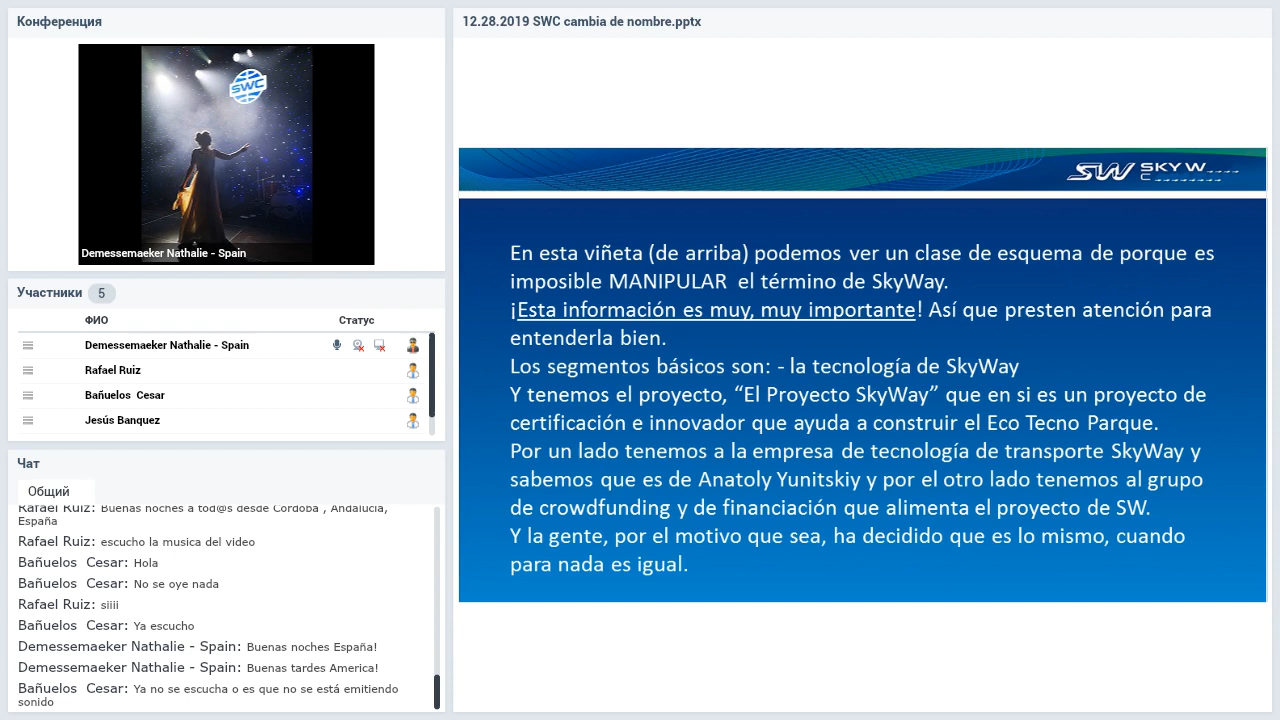 Конференция
SWC
Demessemaeker Nathalie - Spain
Участники 5
ФИО Статус
Demessemaeker Nathalie - Spain
Rafael Ruiz
Bañuelos Cesar
Jesús Banquez
Чат
Общий
Rafael Ruiz: Buenas noches a tod@s desde Cordoba , Andalucia,
España
Rafael Ruiz: escucho la musica del video
Bañuelos Cesar: Hola
Bañuelos Cesar: No se oye nada
Rafael Ruiz: siiii
Bañuelos Cesar: Ya escucho
Demessemaeker Nathalie - Spain: Buenas noches España!
Demessemaeker Nathalie - Spain: Buenas tardes America!
Bañuelos Cesar: Ya no se escucha o es que no se está emitiendo
sonido
12.28.2019 SWC cambia de nombre.pptx
SW SKY W
C
En esta viñeta (de arriba) podemos ver un clase de esquema de porque es
imposible MANIPULAR el término de SkyWay.
¡Esta información es muy, muy importante! Así que presten atención para
entenderla bien.
Los segmentos básicos son: - la tecnología de SkyWay
Y tenemos el proyecto, “El Proyecto SkyWay” que en si es un proyecto de
certificación e innovador que ayuda a construir el Eco Tecno Parque.
Por un lado tenemos a la empresa de tecnología de transporte SkyWay y
sabemos que es de Anatoly Yunitskiy y por el otro lado tenemos al grupo
de crowdfunding y de financiación que alimenta el proyecto de SW.
Y la gente, por el motivo que sea, ha decidido que es lo mismo, cuando
para nada es igual.